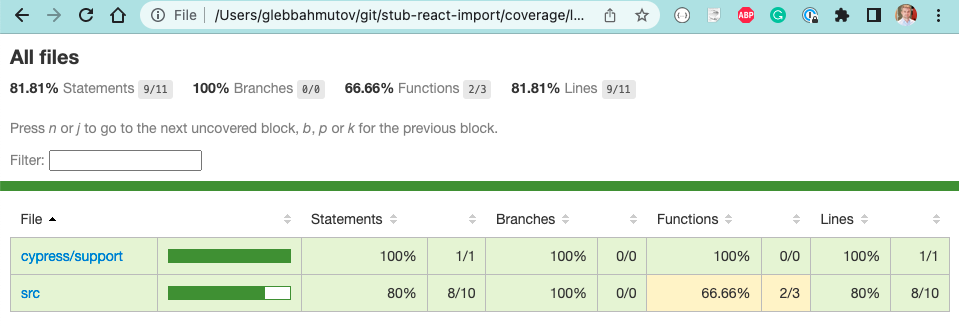 File /Users/glebbahmutov/git/stub-react-import/coverage/l...
ABP
All files
81.81% Statements 9/11 100% Branches 0/0 66.66% Functions 2/3 81.81% Lines 9/11
Press n or j to go to the next uncovered block, b, p or k for the previous block.
Filter:
File Statements Branches Functions Lines
cypress/support 100% 1/1 100% 0/0 100% 0/0 100% 1/1
src 80% 8/10 100% 0/0 66.66% 2/3 80% 8/10